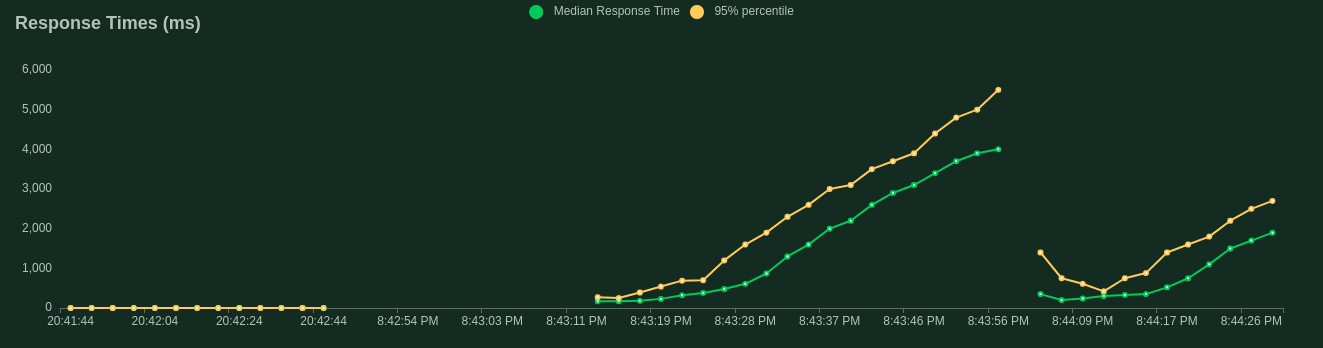 Response Times (ms)
Median Response Time 95% percentile
6,000
5,000
4,000
3,000
2,000
1,000
0
20:41:44 20:42:04 20:42:24 20:42:44 8:42:54 PM 8:43:03 PM 8:43:11 PM 8:43:19 PM 8:43:28 PM 8:43:37 PM 8:43:46 PM 8:43:56 PM 8:44:09 PM 8:44:17 PM 8:44:26 PM